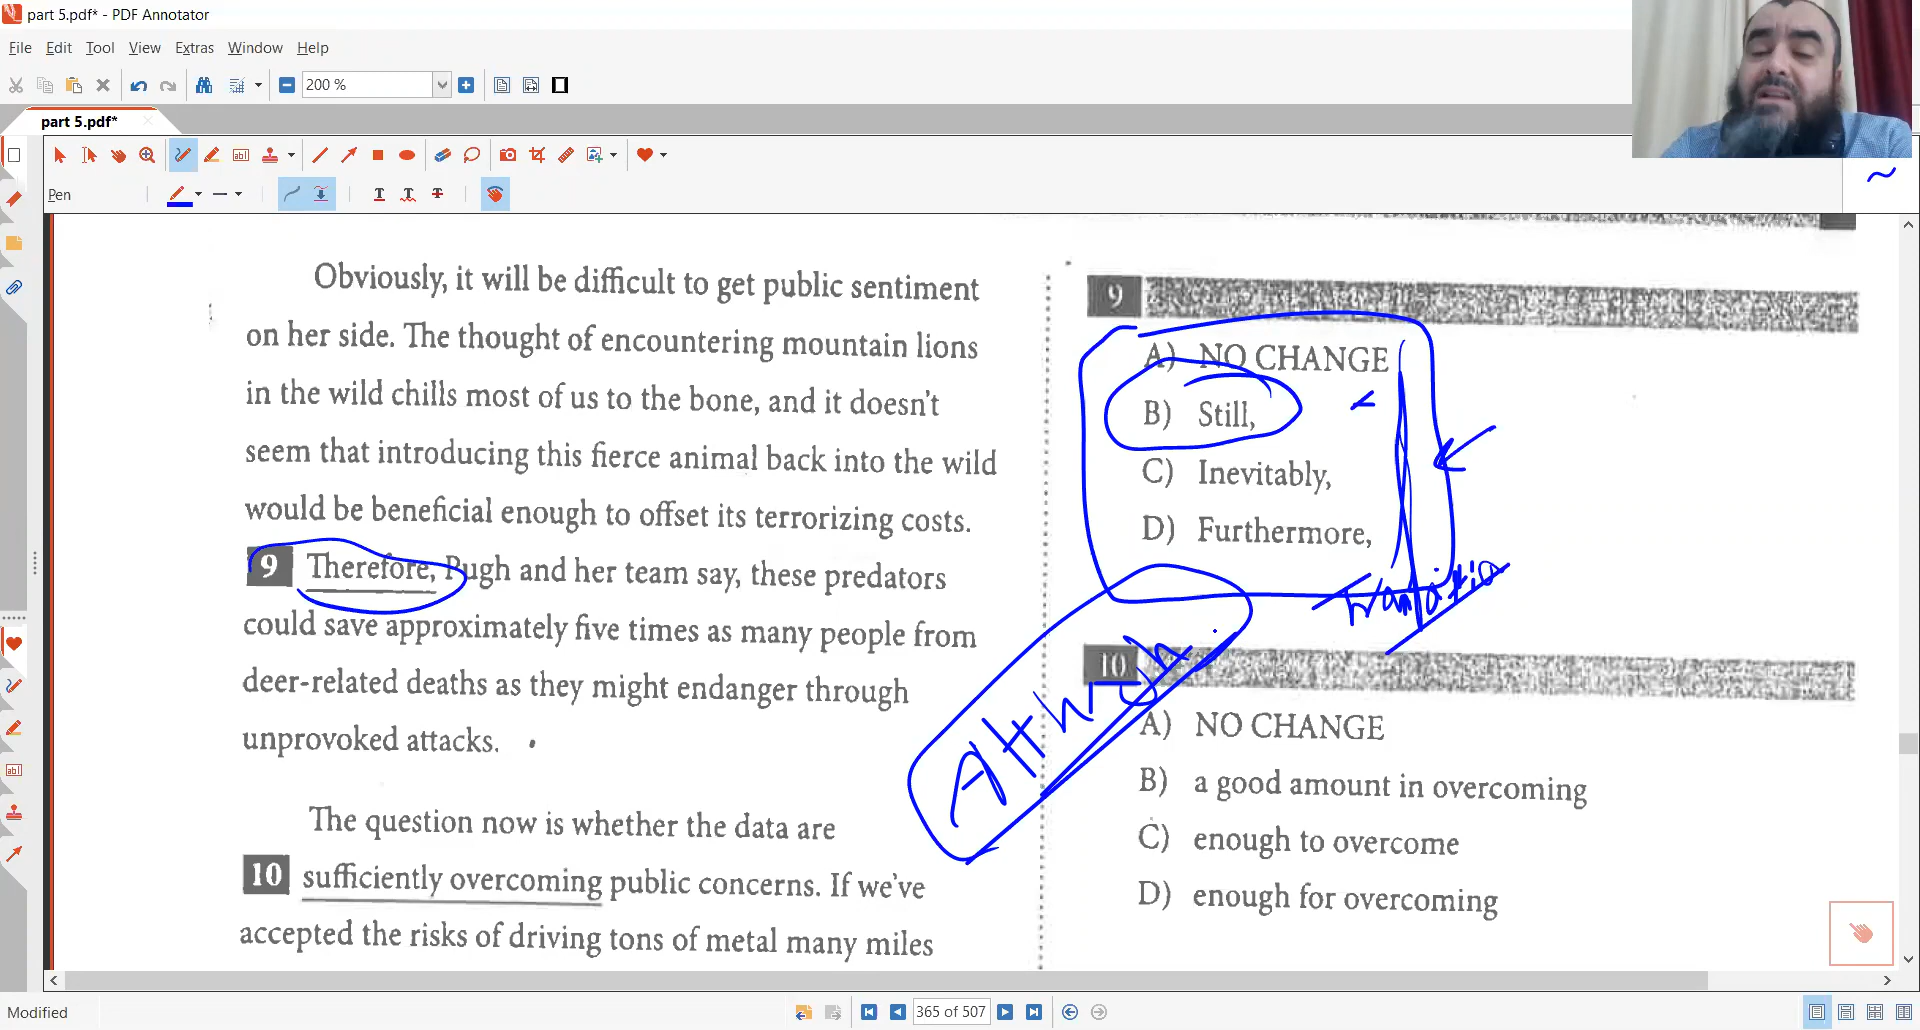 part 5.pdf* - PDF Annotator
File Edit Tool View Extras Window Help
200 %
part 5.pdf*
Pen
Obviously, it will be difficult to get public sentiment
on her side. The thought of encountering mountain lions
in the wild chills most of us to the bone, and it doesn't
seem that introducing this fierce animal back into the wild
would be beneficial enough to offset its terrorizing costs.
9 Therefore, Pugh and her team say, these predators
could save approximately five times as many people from
deer-related deaths as they might endanger through
unprovoked attacks.
The question now is whether the data are
10 sufficiently overcoming public concerns. If we've
accepted the risks of driving tons of metal many miles
9
A) NO CHANGE
B) Still,
C) Inevitably,
D) Furthermore,
10
A) NO CHANGE
B) a good amount in overcoming
C) enough to overcome
D) enough for overcoming
Modified
365 of 507